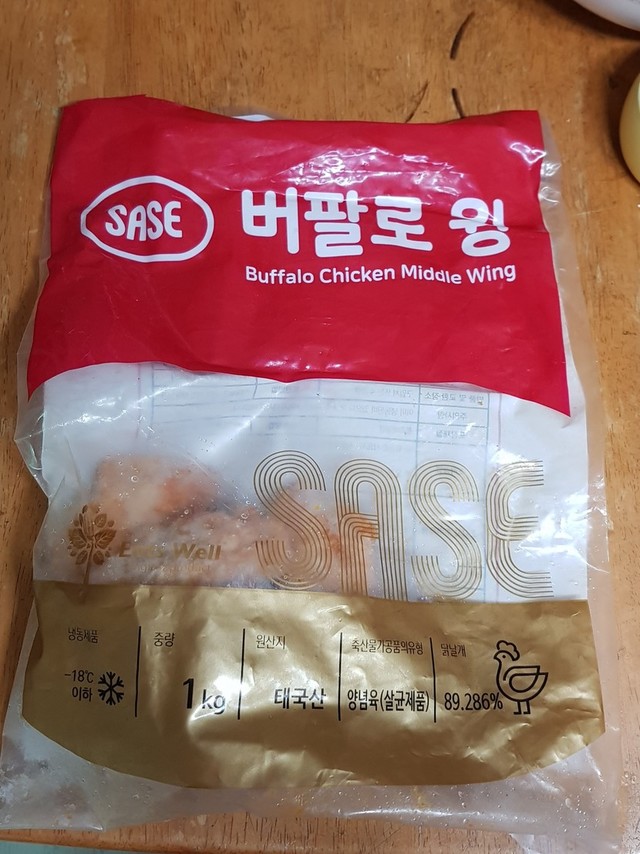 SASE
버팔로 윙
Buffalo Chicken Middle Wing
SASE
Well
냉동제품
-18℃
이하
중량
1kg
원산지
태국산
축산물가공품의유형
양념육(살균제품)
닭날개
89.286%